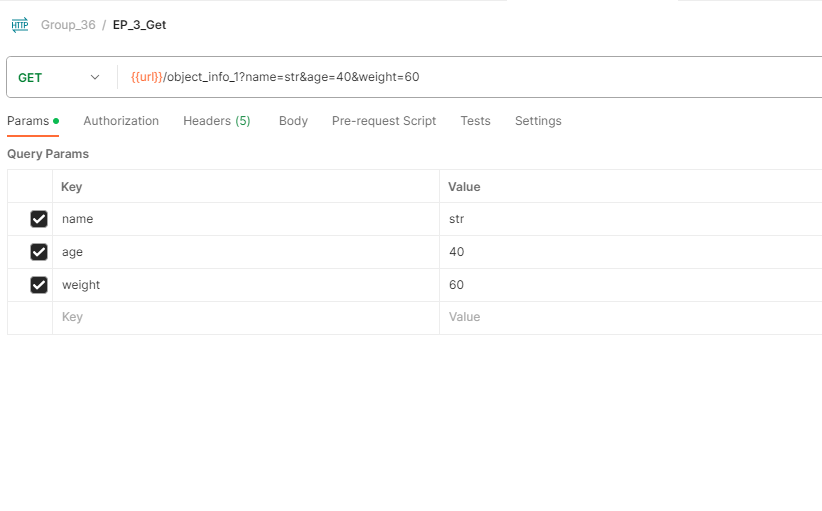 HTTP Group_36 / EP_3_Get
GET {{url}}/object_info_1?name=str&age=40&weight=60
Params Authorization Headers (5) Body Pre-request Script Tests Settings
Query Params
Key Value
name str
age 40
weight 60
Key Value